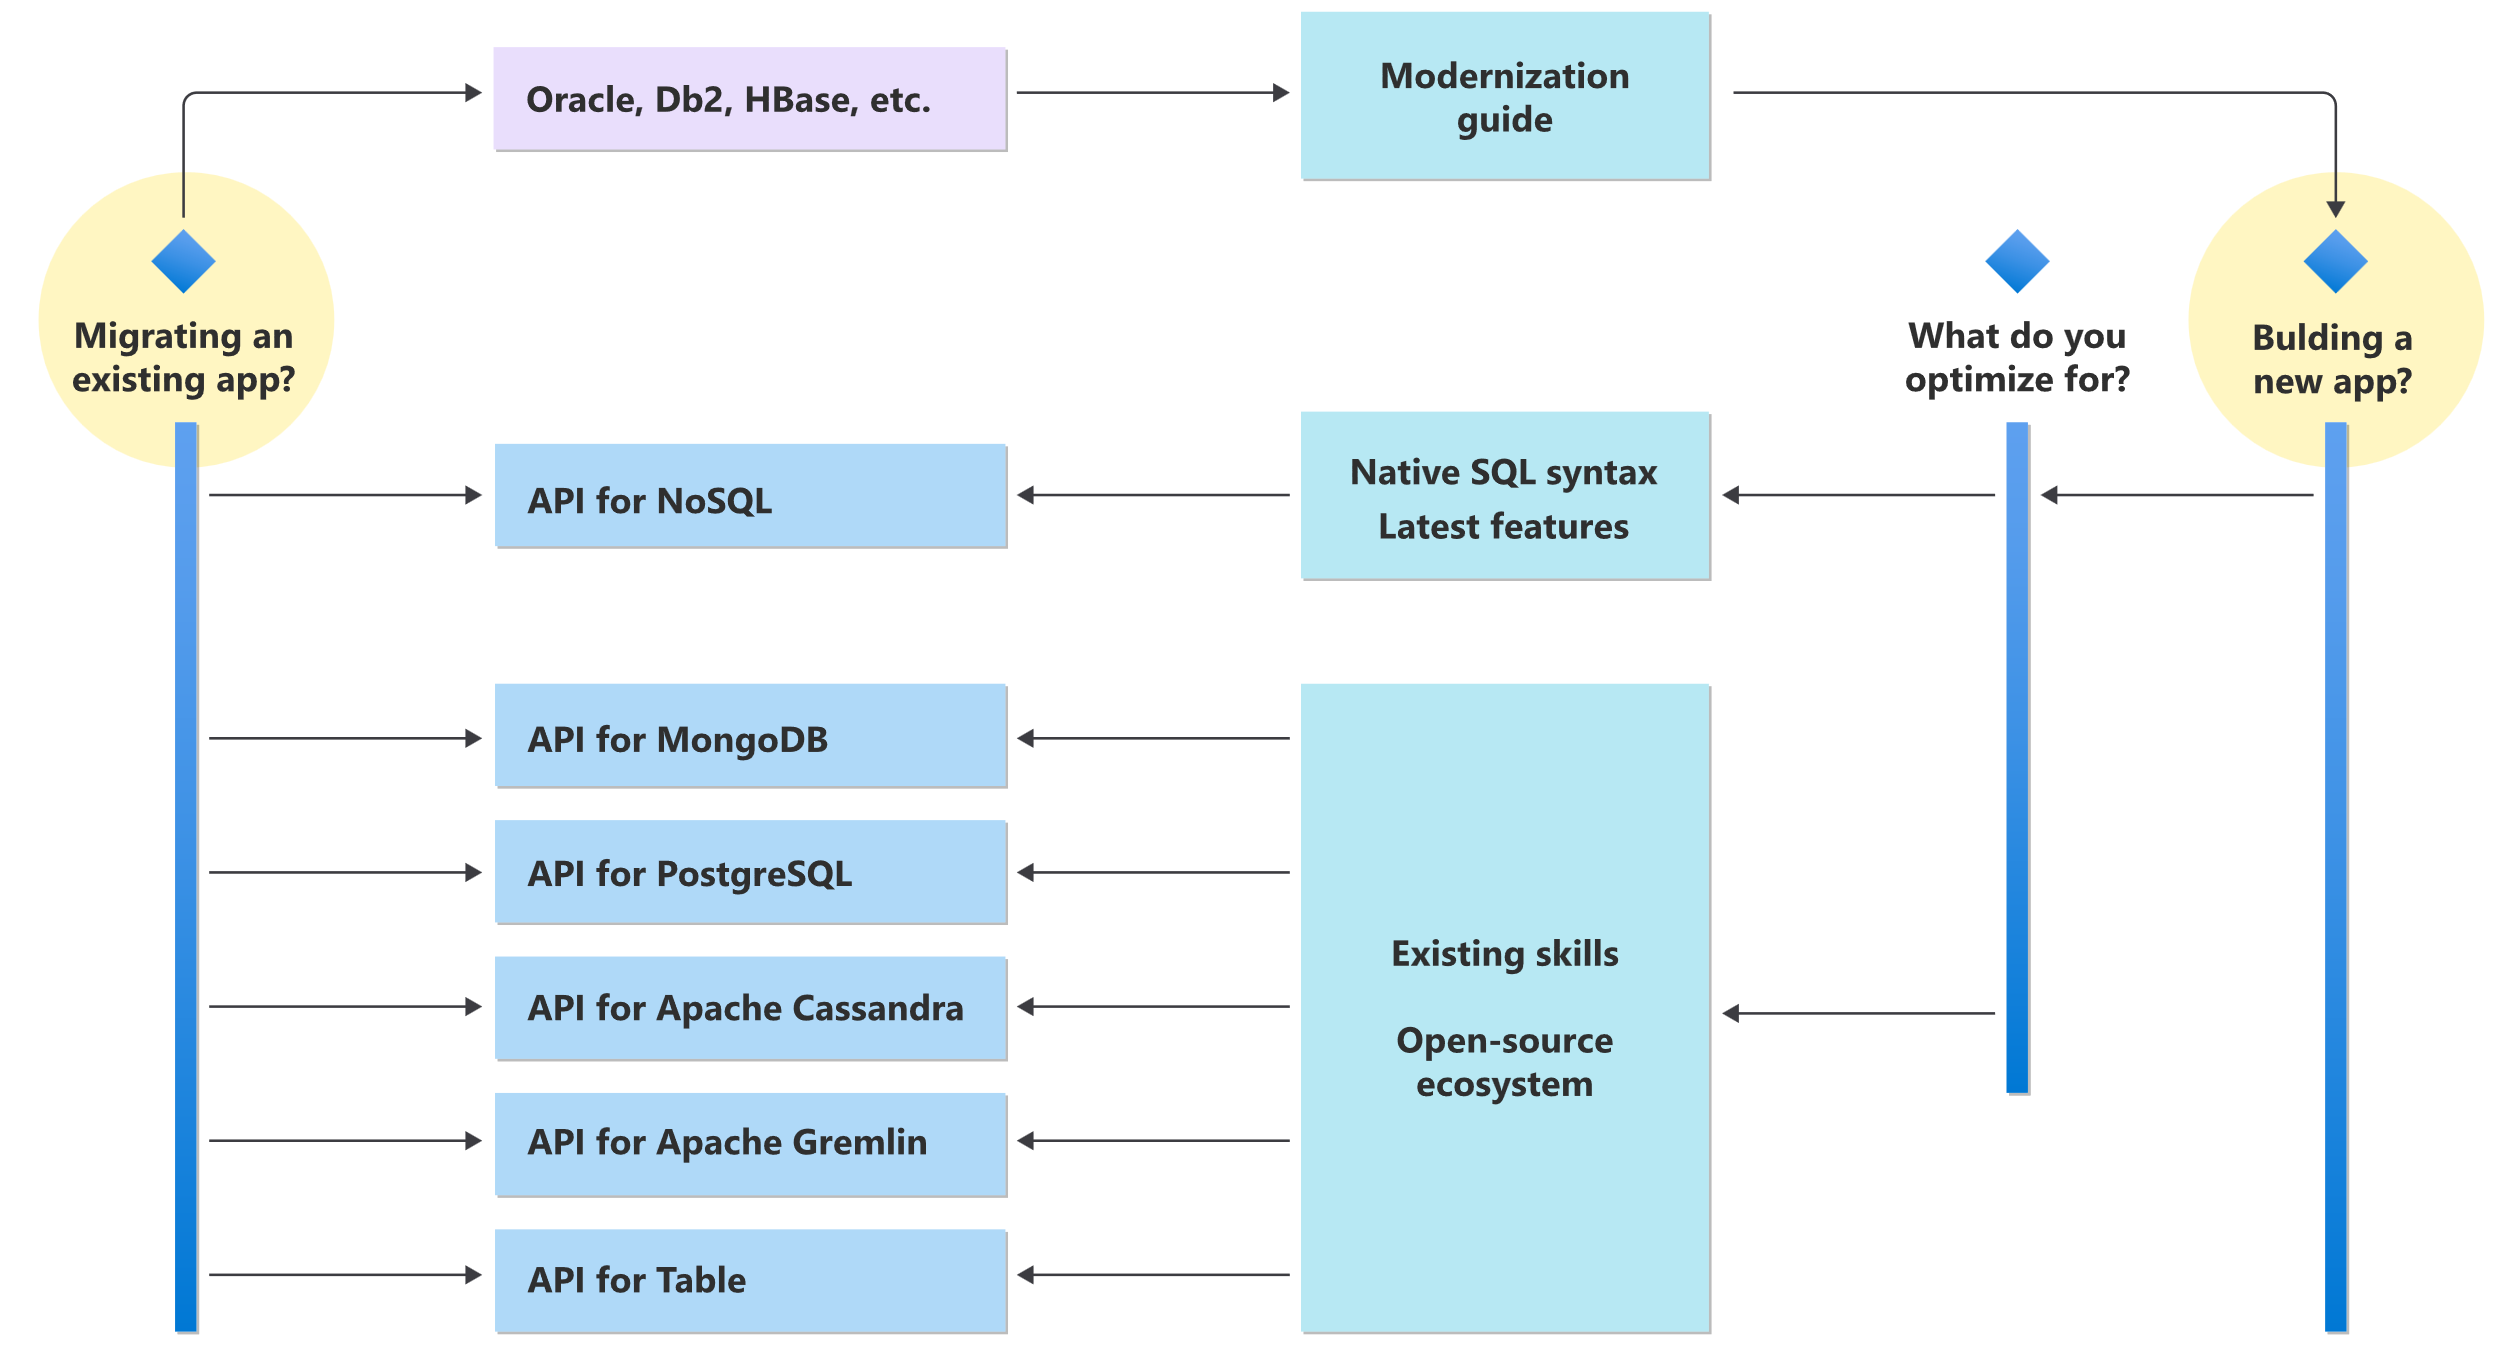 Oracle, Db2, HBase, etc.
Modernization
guide
Migrating an
existing app?
What do you
optimize for?
Bulding a
new app?
API for NoSQL
Native SQL syntax
Latest features
API for MongoDB
API for PostgreSQL
API for Apache Cassandra
API for Apache Gremlin
API for Table
Existing skills
Open-source
ecosystem